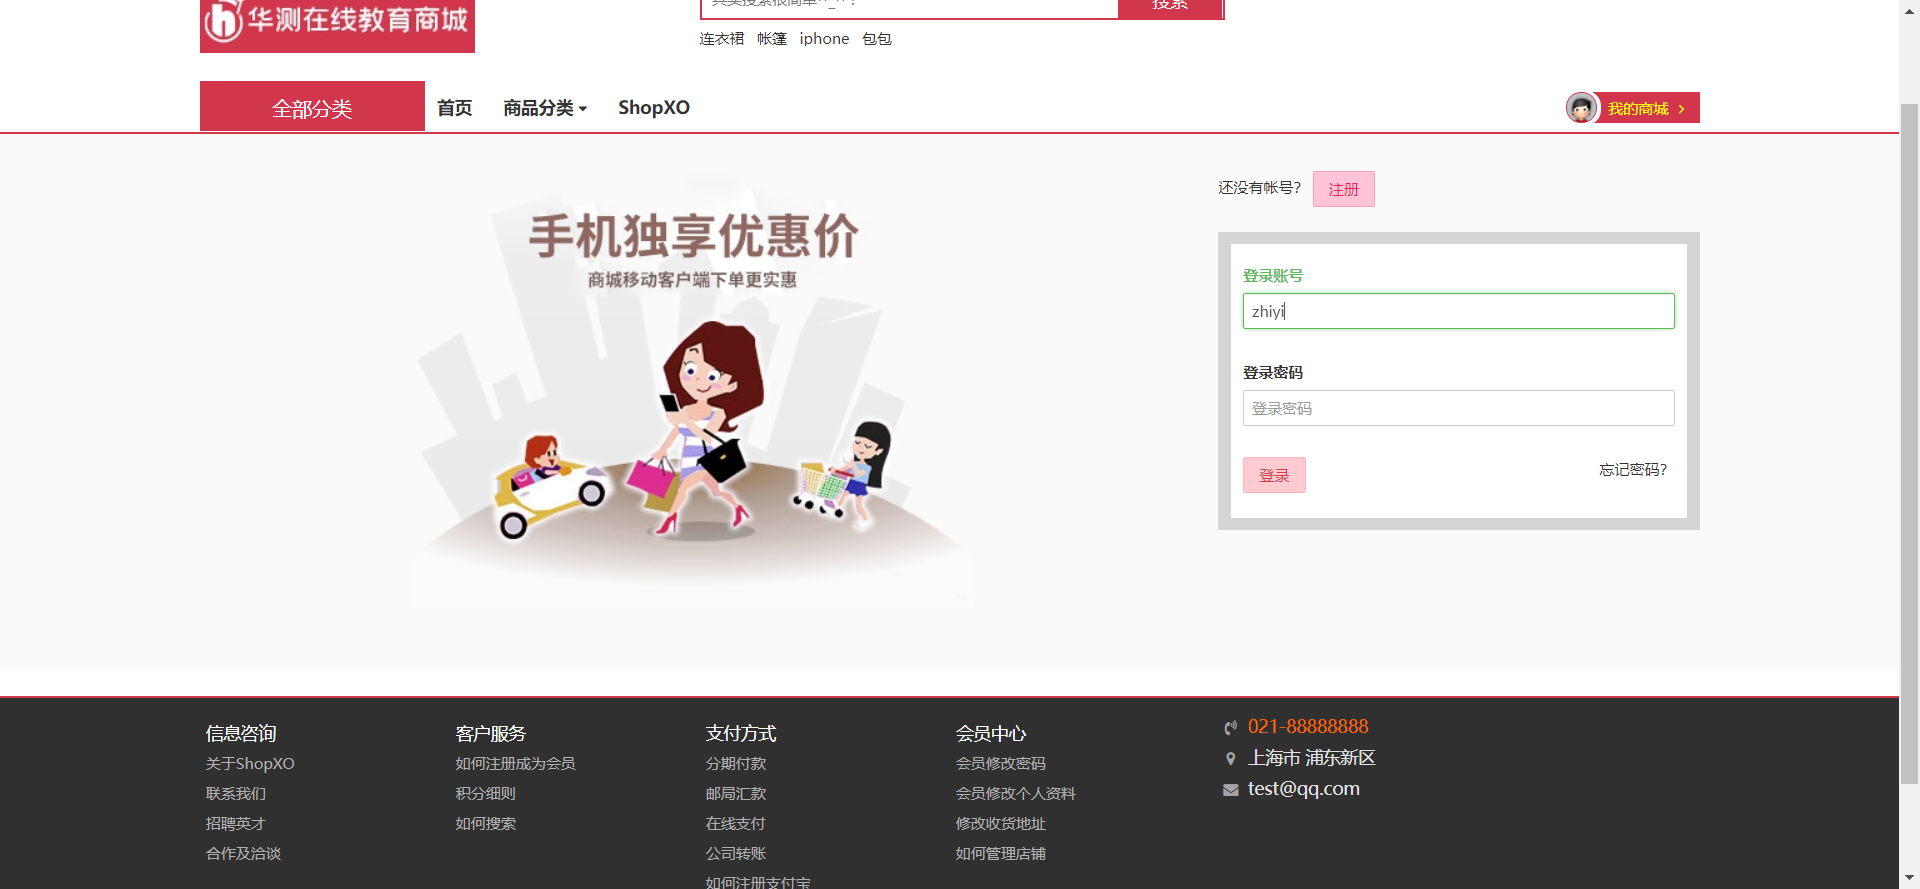 华测在线教育商城
其实搜索很简单^_^ !
搜索
连衣裙 帐篷 iphone 包包
全部分类 首页 商品分类 ShopXO
我的商城 >
还没有帐号? 注册
手机独享优惠价
商城移动客户端下单更实惠
登录账号
zhiyi
登录密码
登录密码
登录
忘记密码?
信息咨询
关于ShopXO
联系我们
招聘英才
合作及洽谈
客户服务
如何注册成为会员
积分细则
如何搜索
支付方式
分期付款
邮局汇款
在线支付
公司转账
如何注册支付宝
会员中心
会员修改密码
会员修改个人资料
修改收货地址
如何管理店铺
021-88888888
上海市 浦东新区
test@qq.com